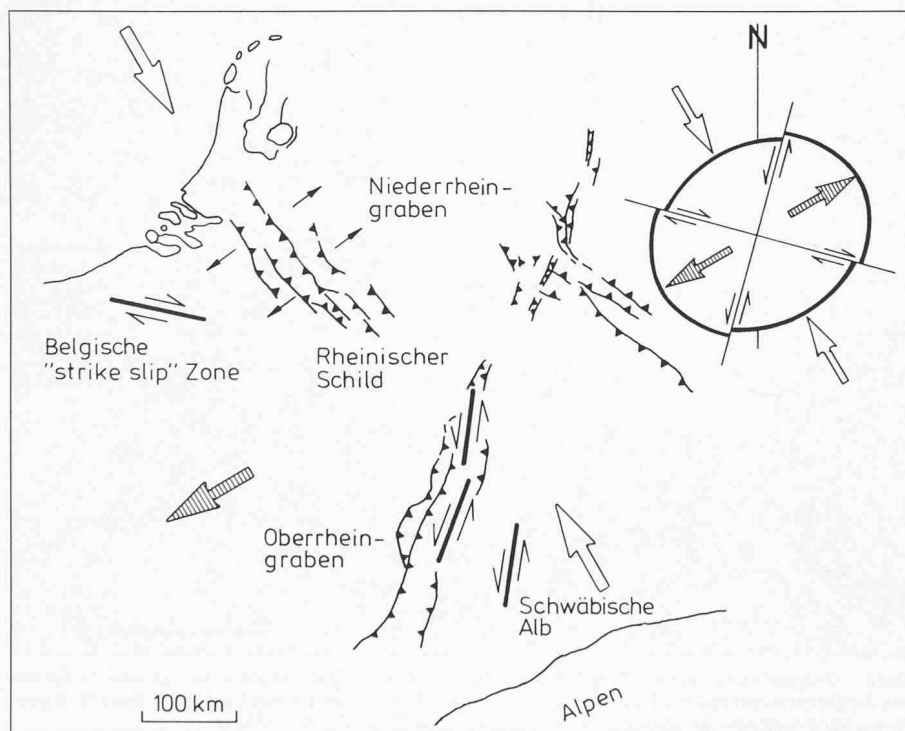 N
Niederrhein-
graben
Belgische
"strike slip" Zone
Rheinischer
Schild
Oberrhein-
graben
Schwäbische
Alb
Alpen
100 km